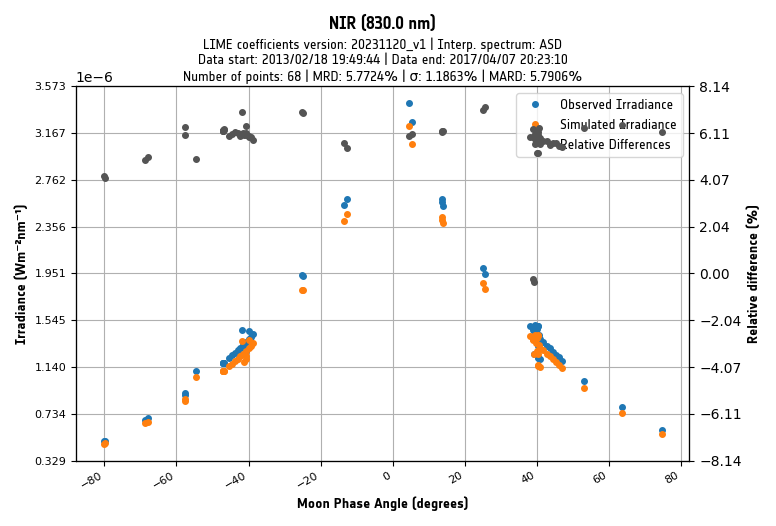 NIR (830.0 nm)
LIME coefficients version: 20231120_v1 | Interp. spectrum: ASD
Data start: 2013/02/18 19:49:44 | Data end: 2017/04/07 20:23:10
Number of points: 68 | MRD: 5.7724% | σ: 1.1863% | MARD: 5.7906%
1e−6
Observed Irradiance
Simulated Irradiance
Relative Differences
3.573
3.167
2.762
2.356
1.951
1.545
1.140
0.734
0.329
Irradiance (Wm⁻²nm⁻¹)
8.14
6.11
4.07
2.04
0.00
−2.04
−4.07
−6.11
−8.14
Relative difference (%)
−80
−60
−40
−20
0
20
40
60
80
Moon Phase Angle (degrees)